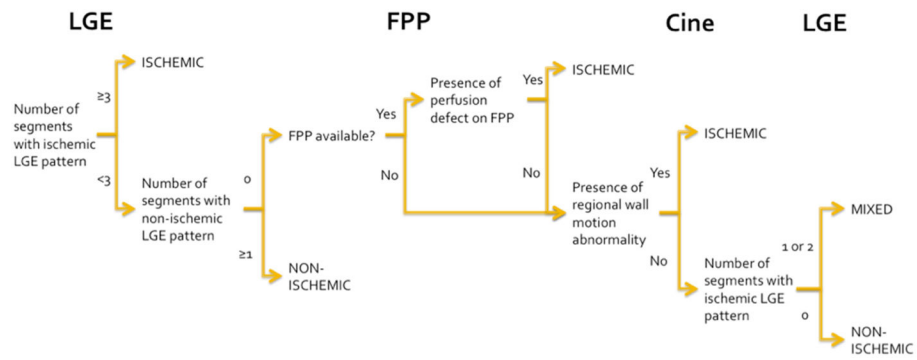 LGE
FPP
Cine
LGE
Number of
segments
with ischemic
LGE pattern
≥3
<3
ISCHEMIC
Number of
segments with
non-ischemic
LGE pattern
0
≥1
FPP available?
NON-
ISCHEMIC
Yes
No
Presence of
perfusion
defect on FPP
Yes
No
ISCHEMIC
Presence of
regional wall
motion
abnormality
Yes
No
ISCHEMIC
Number of
segments with
ischemic LGE
pattern
1 or 2
0
MIXED
NON-
ISCHEMIC